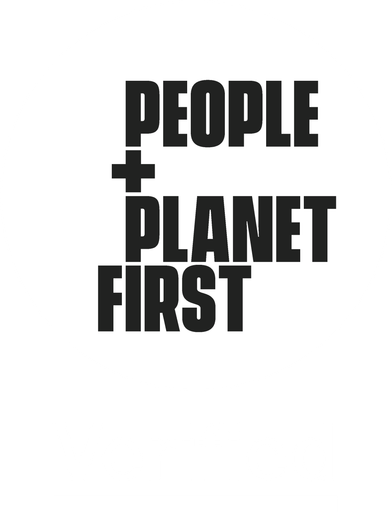 PEOPLE
+
PLANET
FIRST